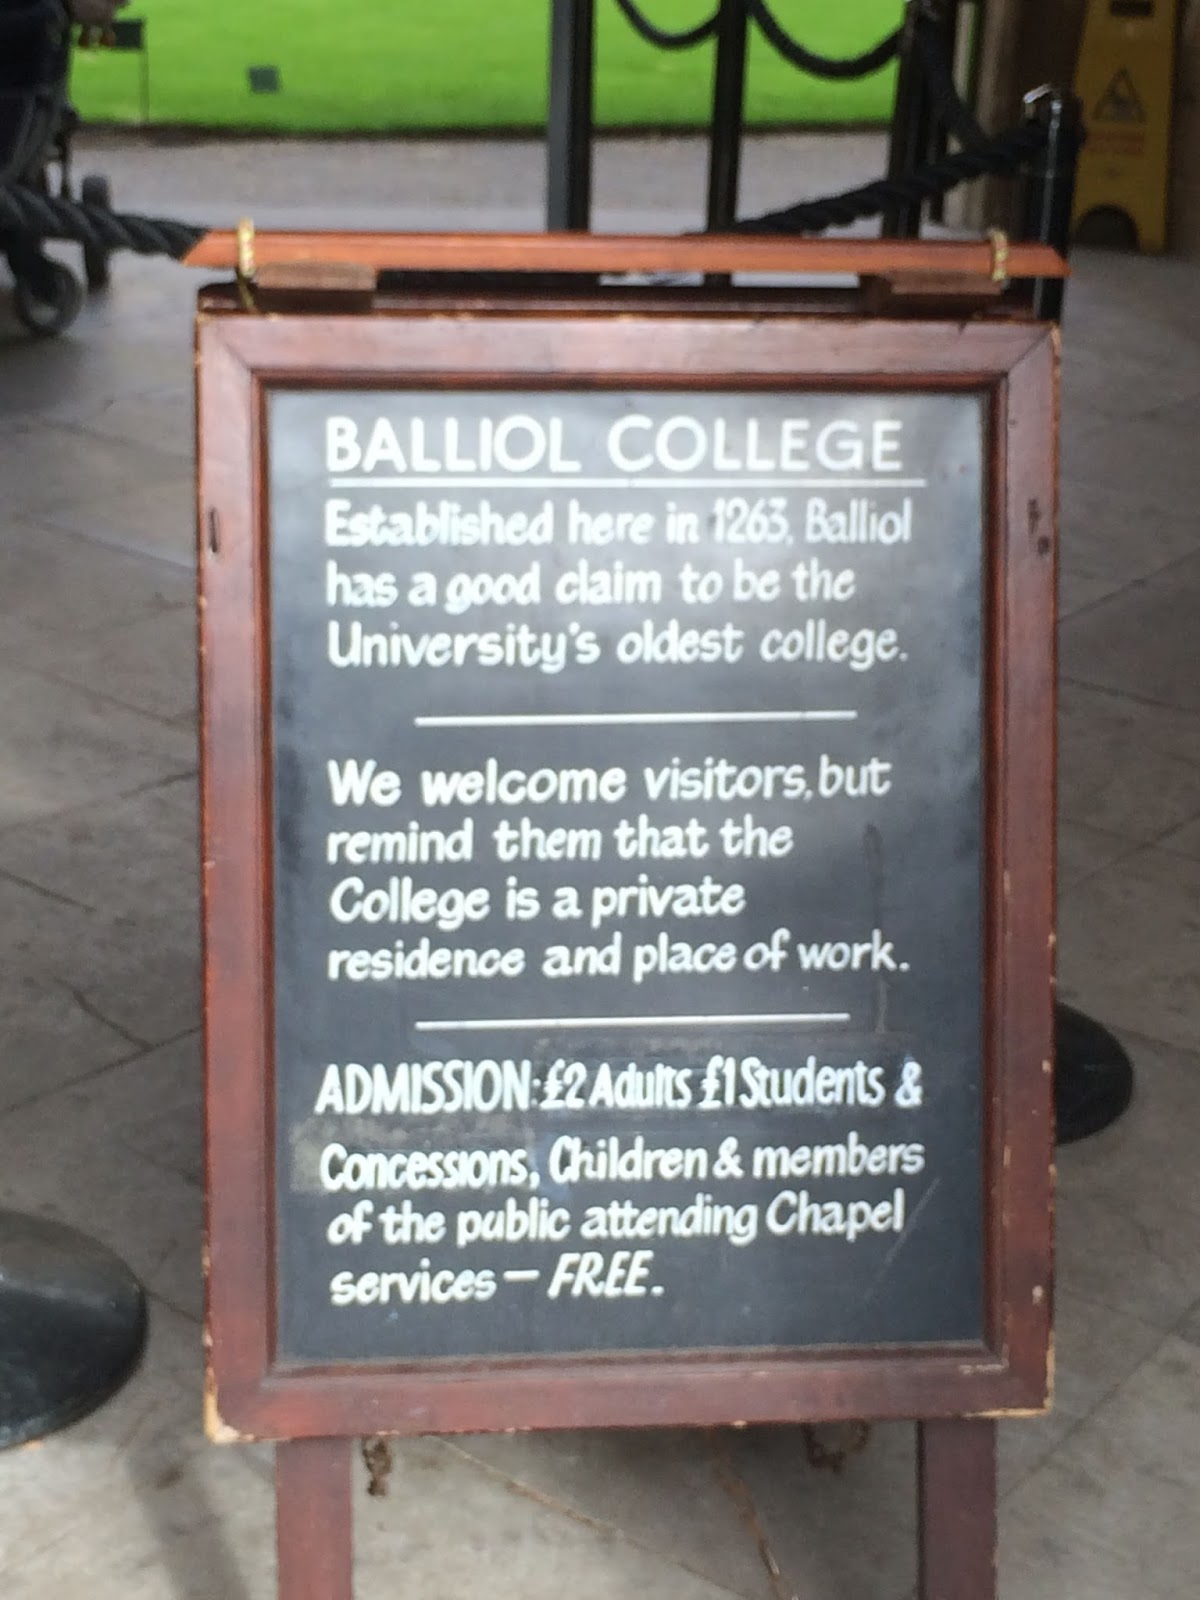 BALLIOL COLLEGE
Established here in 1263, Balliol
has a good claim to be the
University's oldest college.
We welcome visitors, but
remind them that the
College is a private
residence and place of work.
ADMISSION: £2 Adults £1 Students &
Concessions, Children & members
of the public attending Chapel
services — FREE.